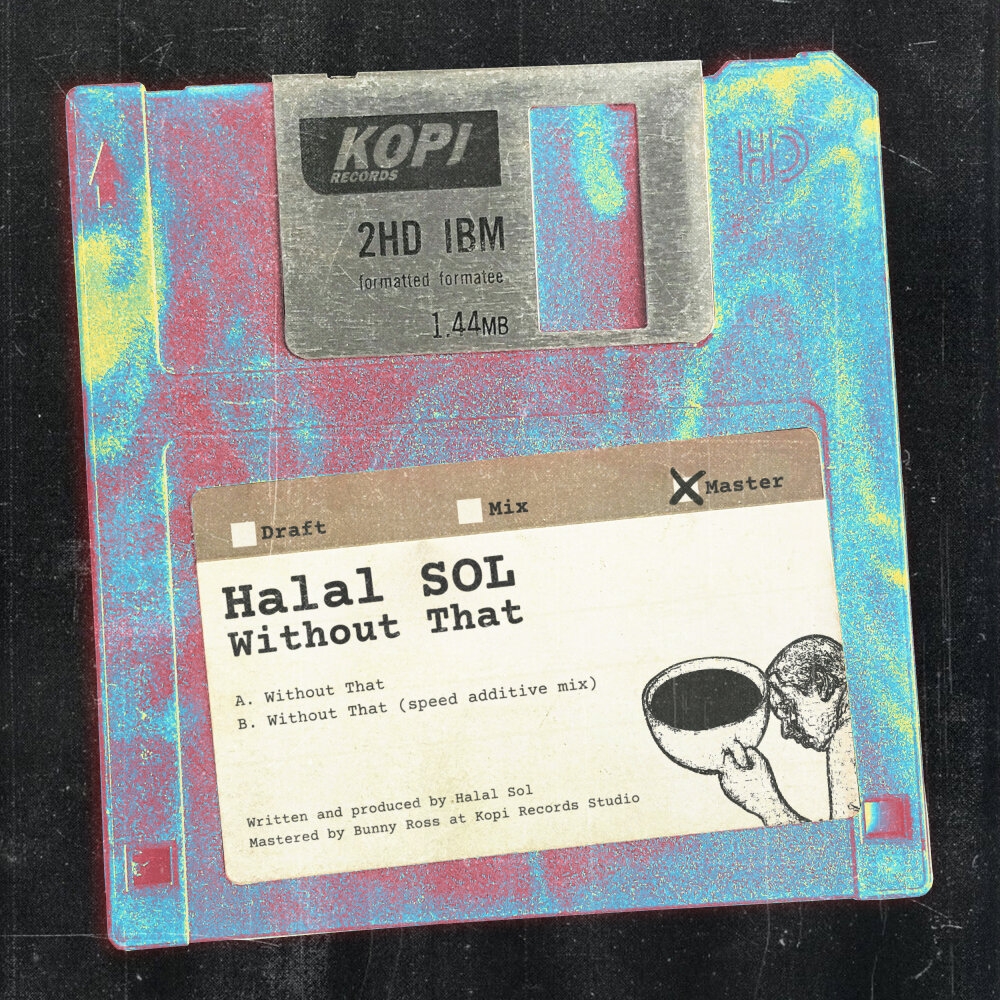 KOPI
RECORDS
HD
2HD IBM
formatted formatee
1.44MB
Draft
Mix
Master
Halal SOL
Without That
A. Without That
B. Without That (speed additive mix)
Written and produced by Halal Sol
Mastered by Bunny Ross at Kopi Records Studio